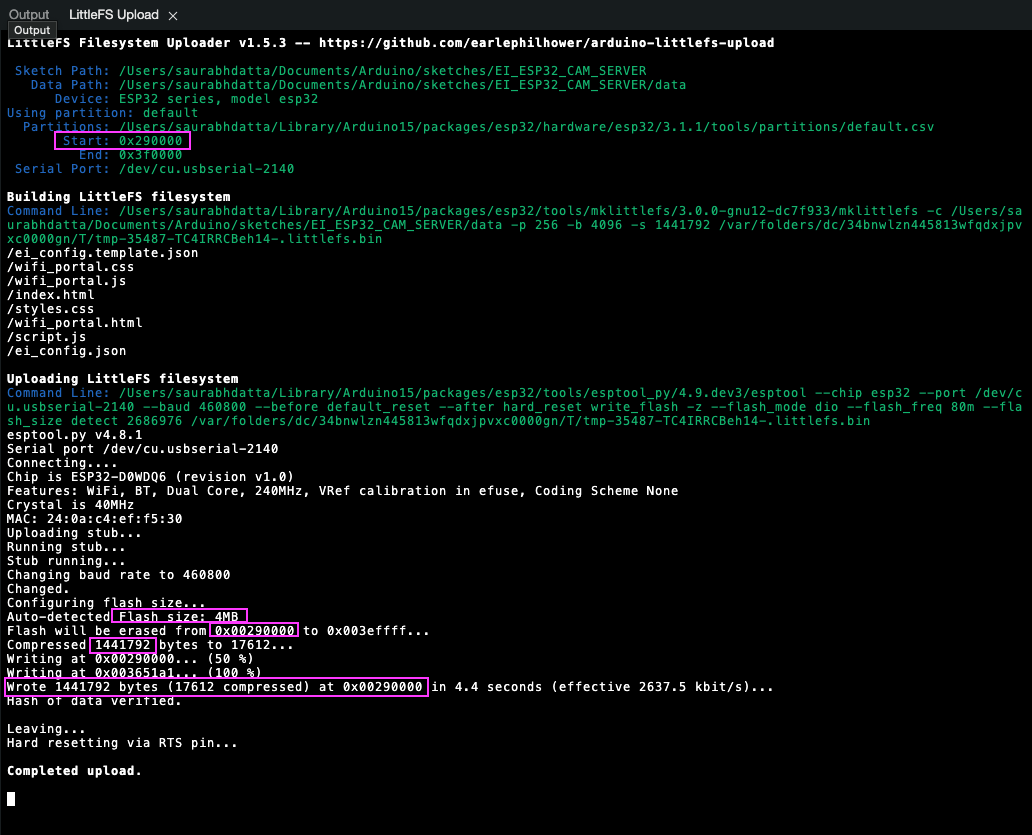 Output
LittleFS Upload
Output
LittleFS Filesystem Uploader v1.5.3 -- https://github.com/earlephilhower/arduino-littlefs-upload
Sketch Path: /Users/saurabhdatta/Documents/Arduino/sketches/EI_ESP32_CAM_SERVER
Data Path: /Users/saurabhdatta/Documents/Arduino/sketches/EI_ESP32_CAM_SERVER/data
Device: ESP32 series, model esp32
Using partition: default
Partitions: /Users/saurabhdatta/Library/Arduino15/packages/esp32/hardware/esp32/3.1.1/tools/partitions/default.csv
Start: 0x290000
End: 0x3f0000
Serial Port: /dev/cu.usbserial-2140
Building LittleFS filesystem
Command Line: /Users/saurabhdatta/Library/Arduino15/packages/esp32/tools/mklittlefs/3.0.0-gnu12-dc7f933/mklittlefs -c /Users/sa
urabhdatta/Documents/Arduino/sketches/EI_ESP32_CAM_SERVER/data -p 256 -b 4096 -s 1441792 /var/folders/dc/34bnwlzn445813wfqdxjpv
xc0000gn/T/tmp-35487-TC4IRRCBeh14-.littlefs.bin
/ei_config.template.json
/wifi_portal.css
/wifi_portal.js
/index.html
/styles.css
/wifi_portal.html
/script.js
/ei_config.json
Uploading LittleFS filesystem
Command Line: /Users/saurabhdatta/Library/Arduino15/packages/esp32/tools/esptool_py/4.9.dev3/esptool --chip esp32 --port /dev/c
u.usbserial-2140 --baud 460800 --before default_reset --after hard_reset write_flash -z --flash_mode dio --flash_freq 80m --fla
sh_size detect 2686976 /var/folders/dc/34bnwlzn445813wfqdxjpvxc0000gn/T/tmp-35487-TC4IRRCBeh14-.littlefs.bin
esptool.py v4.8.1
Serial port /dev/cu.usbserial-2140
Connecting....
Chip is ESP32-D0WDQ6 (revision v1.0)
Features: WiFi, BT, Dual Core, 240MHz, VRef calibration in efuse, Coding Scheme None
Crystal is 40MHz
MAC: 24:0a:c4:ef:f5:30
Uploading stub...
Running stub...
Stub running...
Changing baud rate to 460800
Changed.
Configuring flash size...
Auto-detected Flash size: 4MB
Flash will be erased from 0x00290000 to 0x003effff...
Compressed 1441792 bytes to 17612...
Writing at 0x00290000... (50 %)
Writing at 0x003651a1... (100 %)
Wrote 1441792 bytes (17612 compressed) at 0x00290000 in 4.4 seconds (effective 2637.5 kbit/s)...
Hash of data verified.
Leaving...
Hard resetting via RTS pin...
Completed upload.